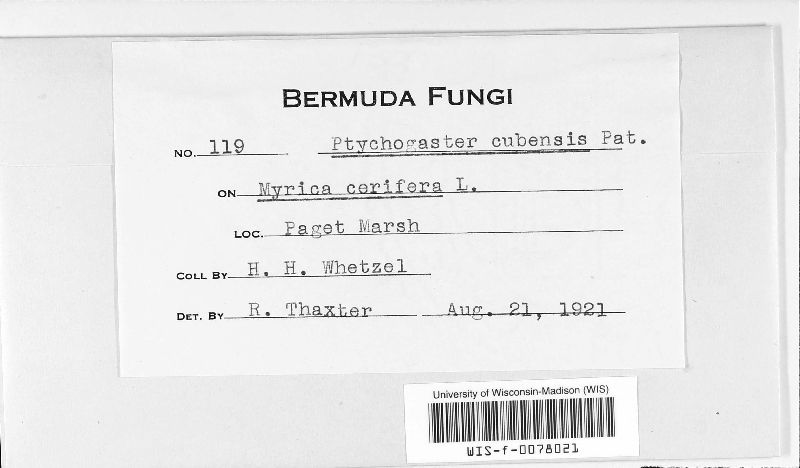 BERMUDA FUNGI
NO. 119 Ptychogaster cubensis Pat.
ON Myrica cerifera L.
LOC. Paget Marsh
COLL BY H. H. Whetzel
DET. BY R. Thaxter Aug. 21, 1921
University of Wisconsin-Madison (WIS)
WIS-f-0078021